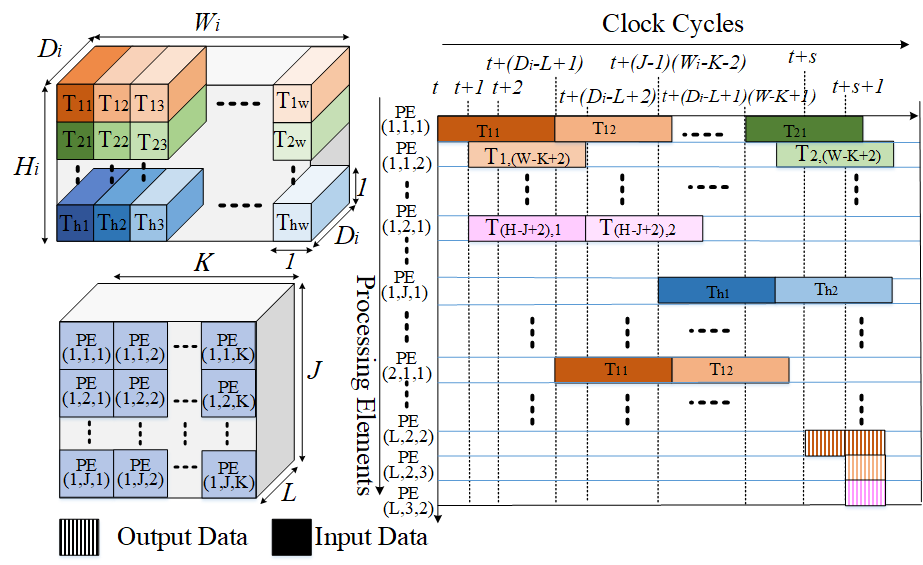 Wi
Di
T11 T12 T13 T1w
T21 T22 T23 T2w
Hi
Th1 Th2 Th3 Thw
1
Di
1
K
PE (1,1,1) PE (1,1,2) PE (1,1,K)
PE (1,2,1) PE (1,2,2) PE (1,2,K)
PE (1,J,1) PE (1,J,2) PE (1,J,K)
J
L
Output Data
Input Data
Clock Cycles
t+(Di-L+1) t+(J-1)(Wi-K-2) t+s
t t+1 t+2 t+(Di-L+2) t+(Di-L+1)(W-K+1) t+s+1
Processing Elements
PE (1,1,1) T11 T12 T21
PE (1,1,2) T1,(W-K+2) T2,(W-K+2)
PE (1,2,1) T(H-J+2),1 T(H-J+2),2
PE (1,J,1) Th1 Th2
PE (2,1,1) T11 T12
PE (L,2,2)
PE (L,2,3)
PE (L,3,2)